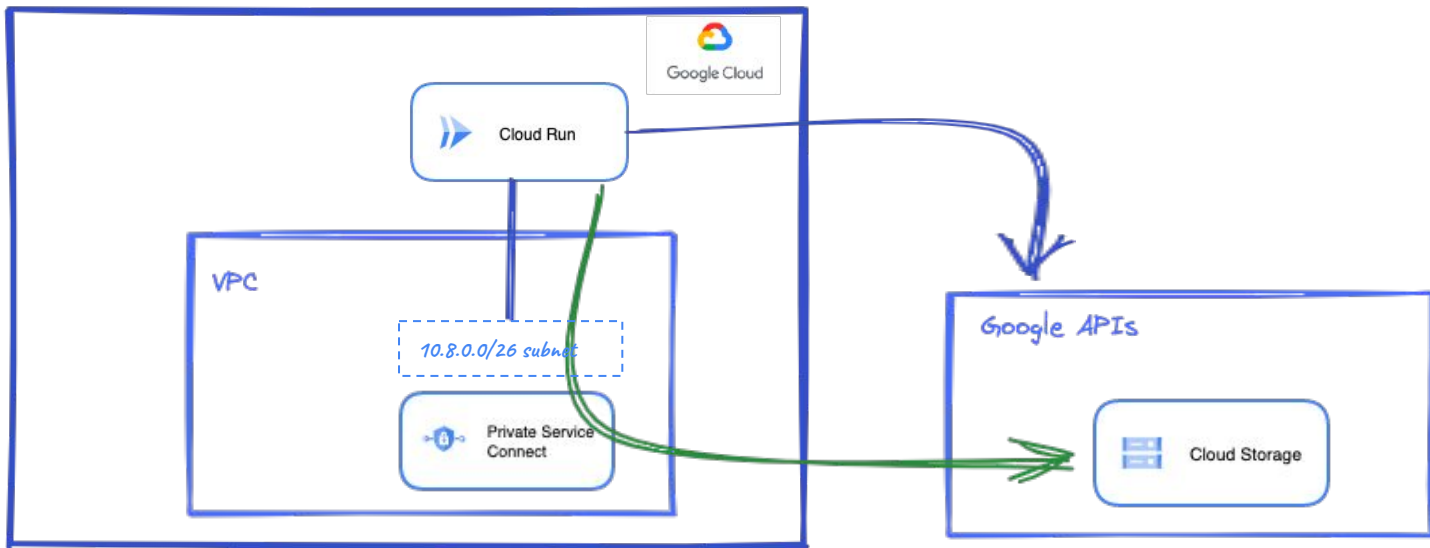 Google Cloud
Cloud Run
VPC
10.8.0.0/26 subnet
Google APIs
Private Service
Connect
Cloud Storage